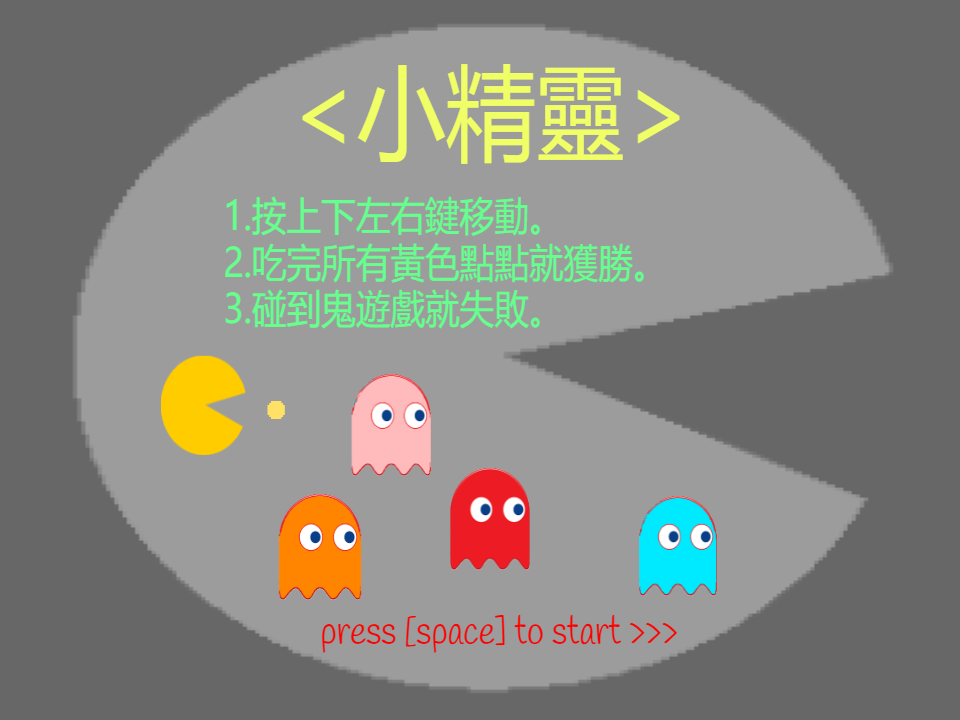 <小精靈>
1.按上下左右鍵移動。
2.吃完所有黃色點點就獲勝。
3.碰到鬼遊戲就失敗。
press [space] to start >>>